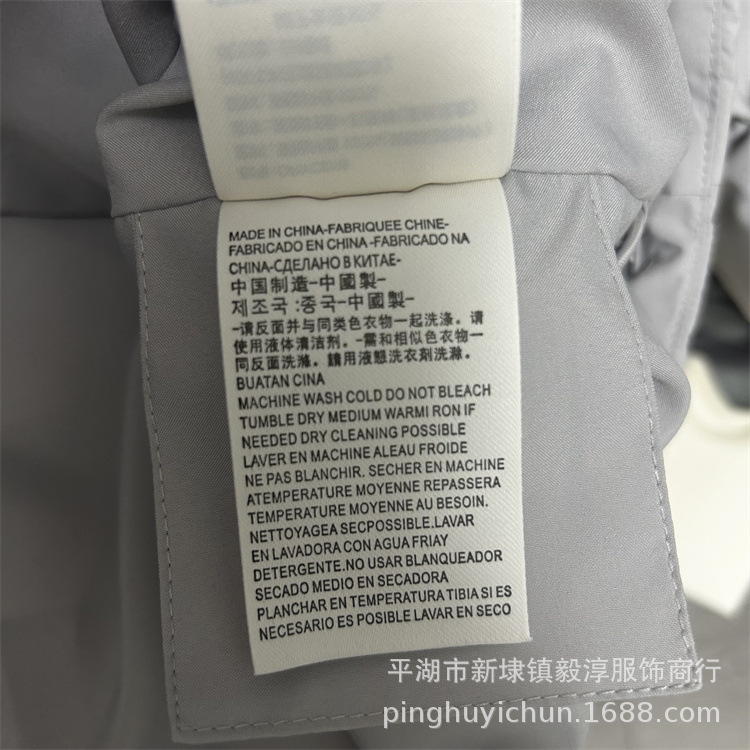 MADE IN CHINA-FABRIQUEE CHINE-
FABRICADO EN CHINA -FABRICADO NA
CHINA-СДЕЛАНО В КИТАЕ-
中国制造-中國製-
제조국 :중국-中國製-
-请反面并与同类色衣物一起洗涤。请
使用液体清洁剂。-需和相似色衣物一
同反面洗滌。請用液態洗衣劑洗滌。
BUATAN CINA
MACHINE WASH COLD DO NOT BLEACH
TUMBLE DRY MEDIUM WARMI RON IF
NEEDED DRY CLEANING POSSIBLE
LAVER EN MACHINE ALEAU FROIDE
NE PAS BLANCHIR. SECHER EN MACHINE
ATEMPERATURE MOYENNE REPASSERA
TEMPERATURE MOYENNE AU BESOIN.
NETTOYAGEA SECPOSSIBLE.LAVAR
EN LAVADORA CON AGUA FRIAY
DETERGENTE.NO USAR BLANQUEADOR
SECADO MEDIO EN SECADORA
PLANCHAR EN TEMPERATURA TIBIA SI ES
NECESARIO ES POSIBLE LAVAR EN SECO
平湖市新埭镇毅淳服饰商行
pinghuyichun.1688.com